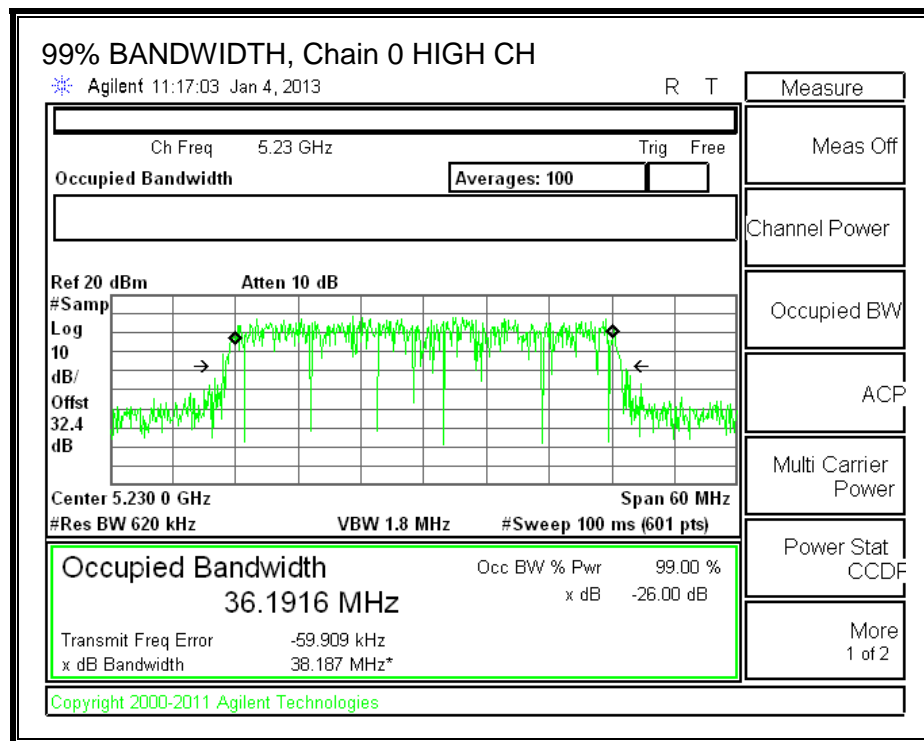 99% BANDWIDTH, Chain 0 HIGH CH
Agilent 11:17:03 Jan 4, 2013 R T
Measure
Ch Freq 5.23 GHz Trig Free
Occupied Bandwidth Averages: 100
Meas Off
Channel Power
Occupied BW
ACP
Multi Carrier
Power
Power Stat
CCDF
More
1 of 2
Ref 20 dBm Atten 10 dB
#Samp
Log
10
dB/
Offst
32.4
dB
Center 5.230 0 GHz Span 60 MHz
#Res BW 620 kHz VBW 1.8 MHz #Sweep 100 ms (601 pts)
Occupied Bandwidth Occ BW % Pwr 99.00 %
36.1916 MHz x dB -26.00 dB
Transmit Freq Error -59.909 kHz
x dB Bandwidth 38.187 MHz*
Copyright 2000-2011 Agilent Technologies